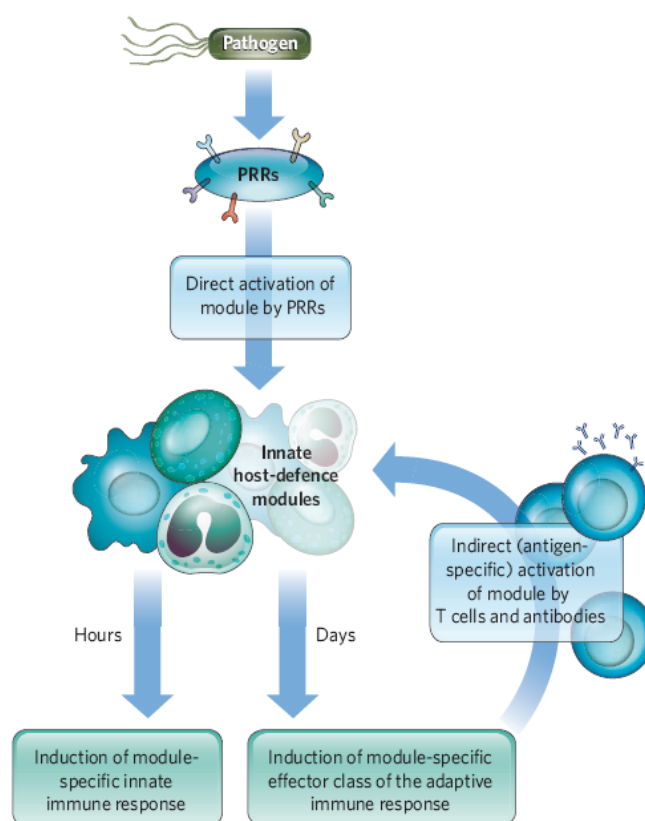 Pathogen
PRRs
Direct activation of
module by PRRs
Innate
host-defence
modules
Indirect (antigen-
specific) activation
of module by
T cells and antibodies
Hours
Days
Induction of module-
specific innate
immune response
Induction of module-specific
effector class of the adaptive
immune response